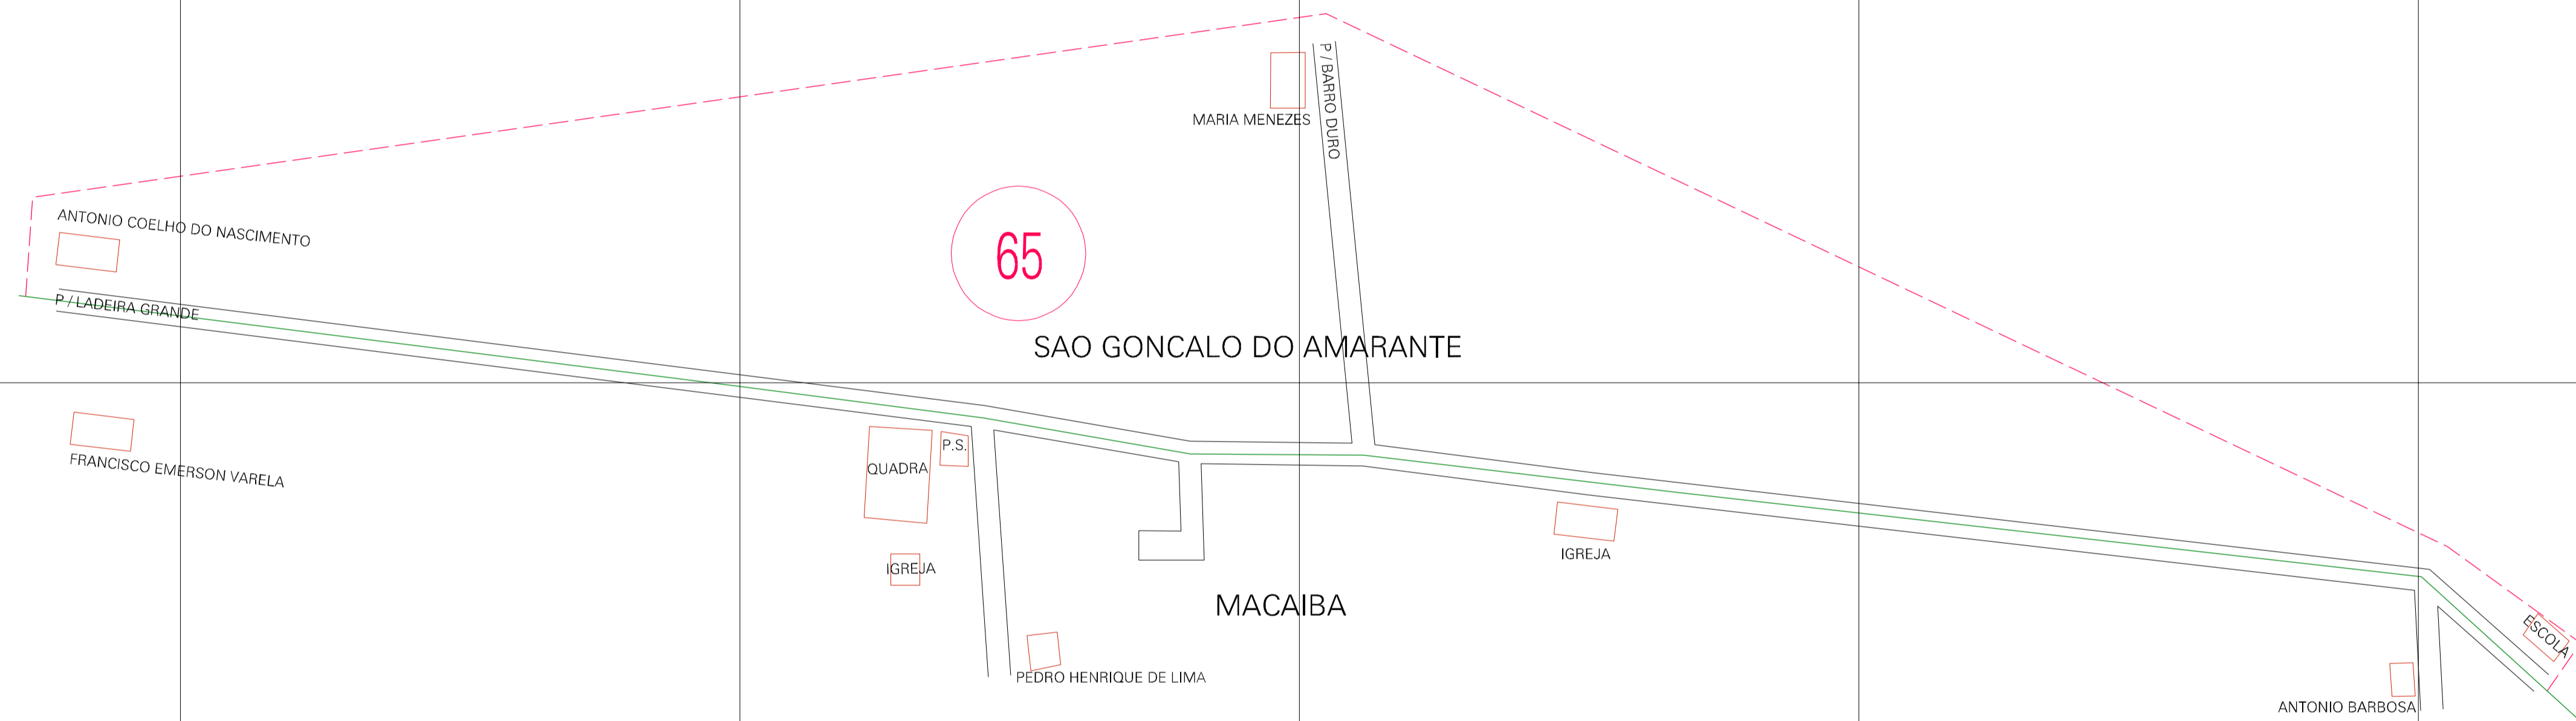 P / BARRO DURO
MARIA MENEZES
ANTONIO COELHO DO NASCIMENTO
65
P / LADEIRA GRANDE
SAO GONCALO DO AMARANTE
P.S.
QUADRA
FRANCISCO EMERSON VARELA
IGREJA
IGREJA
MACAIBA
ESCOLA
PEDRO HENRIQUE DE LIMA
ANTONIO BARBOSA